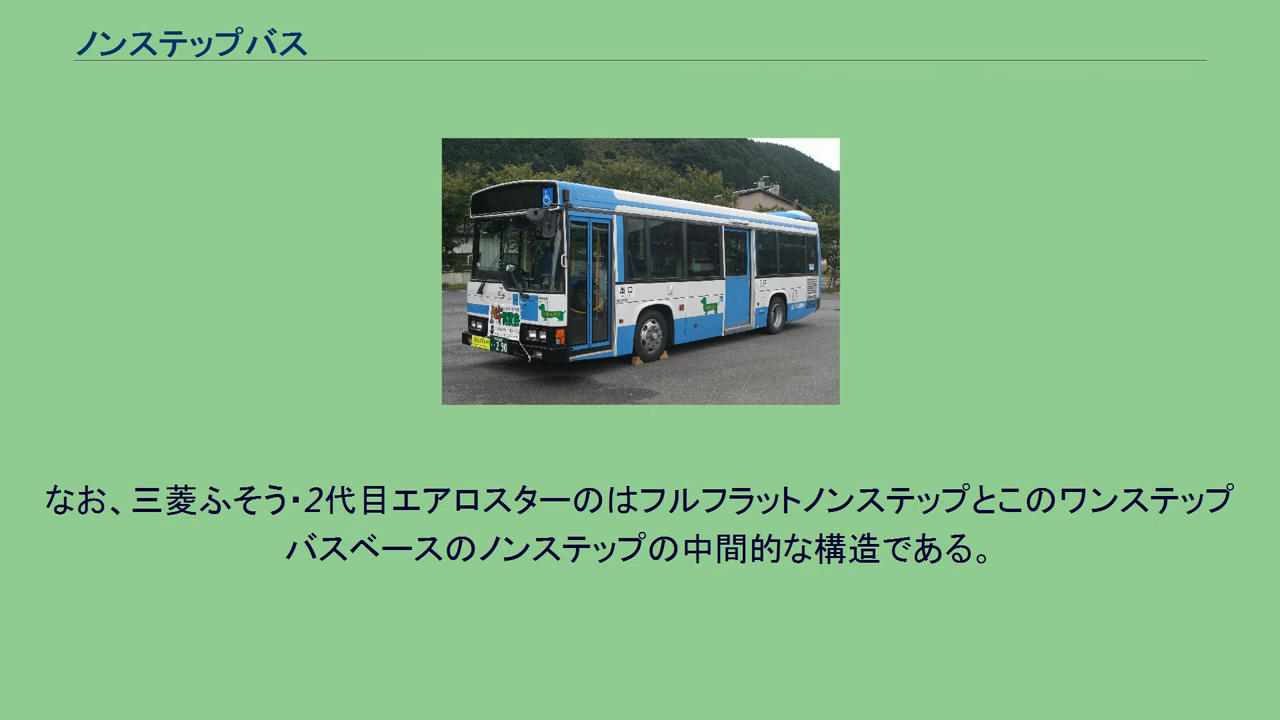 ノンステップバス
出口
290
なお、三菱ふそう・2代目エアロスターのはフルフラットノンステップとこのワンステップ
バスベースのノンステップの中間的な構造である。